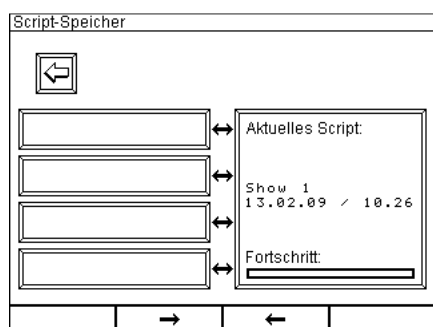 Script-Speicher
Aktuelles Script:
Show 1
13.02.09 / 10.26
Fortschritt: